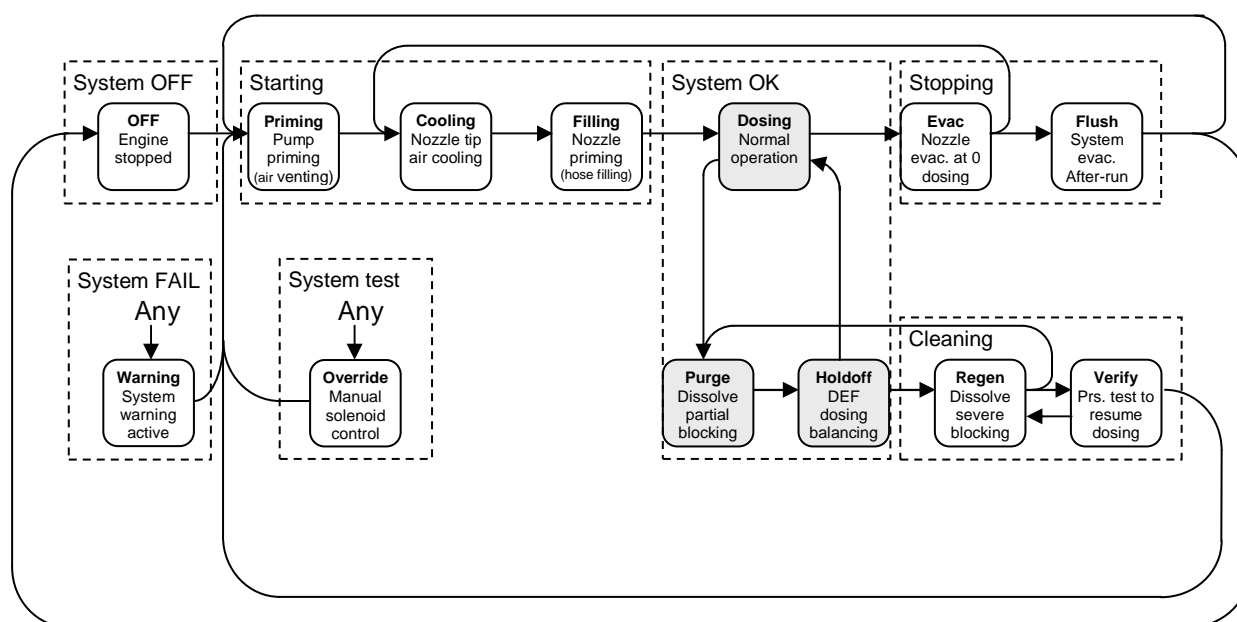 System OFF
OFF
Engine
stopped
Starting
Priming
Pump
priming
(air venting)
Cooling
Nozzle tip
air cooling
Filling
Nozzle
priming
(hose filling)
System OK
Dosing
Normal
operation
Stopping
Evac
Nozzle
evac. at 0
dosing
Flush
System
evac.
After-run
System FAIL
Any
Warning
System
warning
active
System test
Any
Override
Manual
solenoid
control
Purge
Dissolve
partial
blocking
Holdoff
DEF
dosing
balancing
Cleaning
Regen
Dissolve
severe
blocking
Verify
Prs. test to
resume
dosing